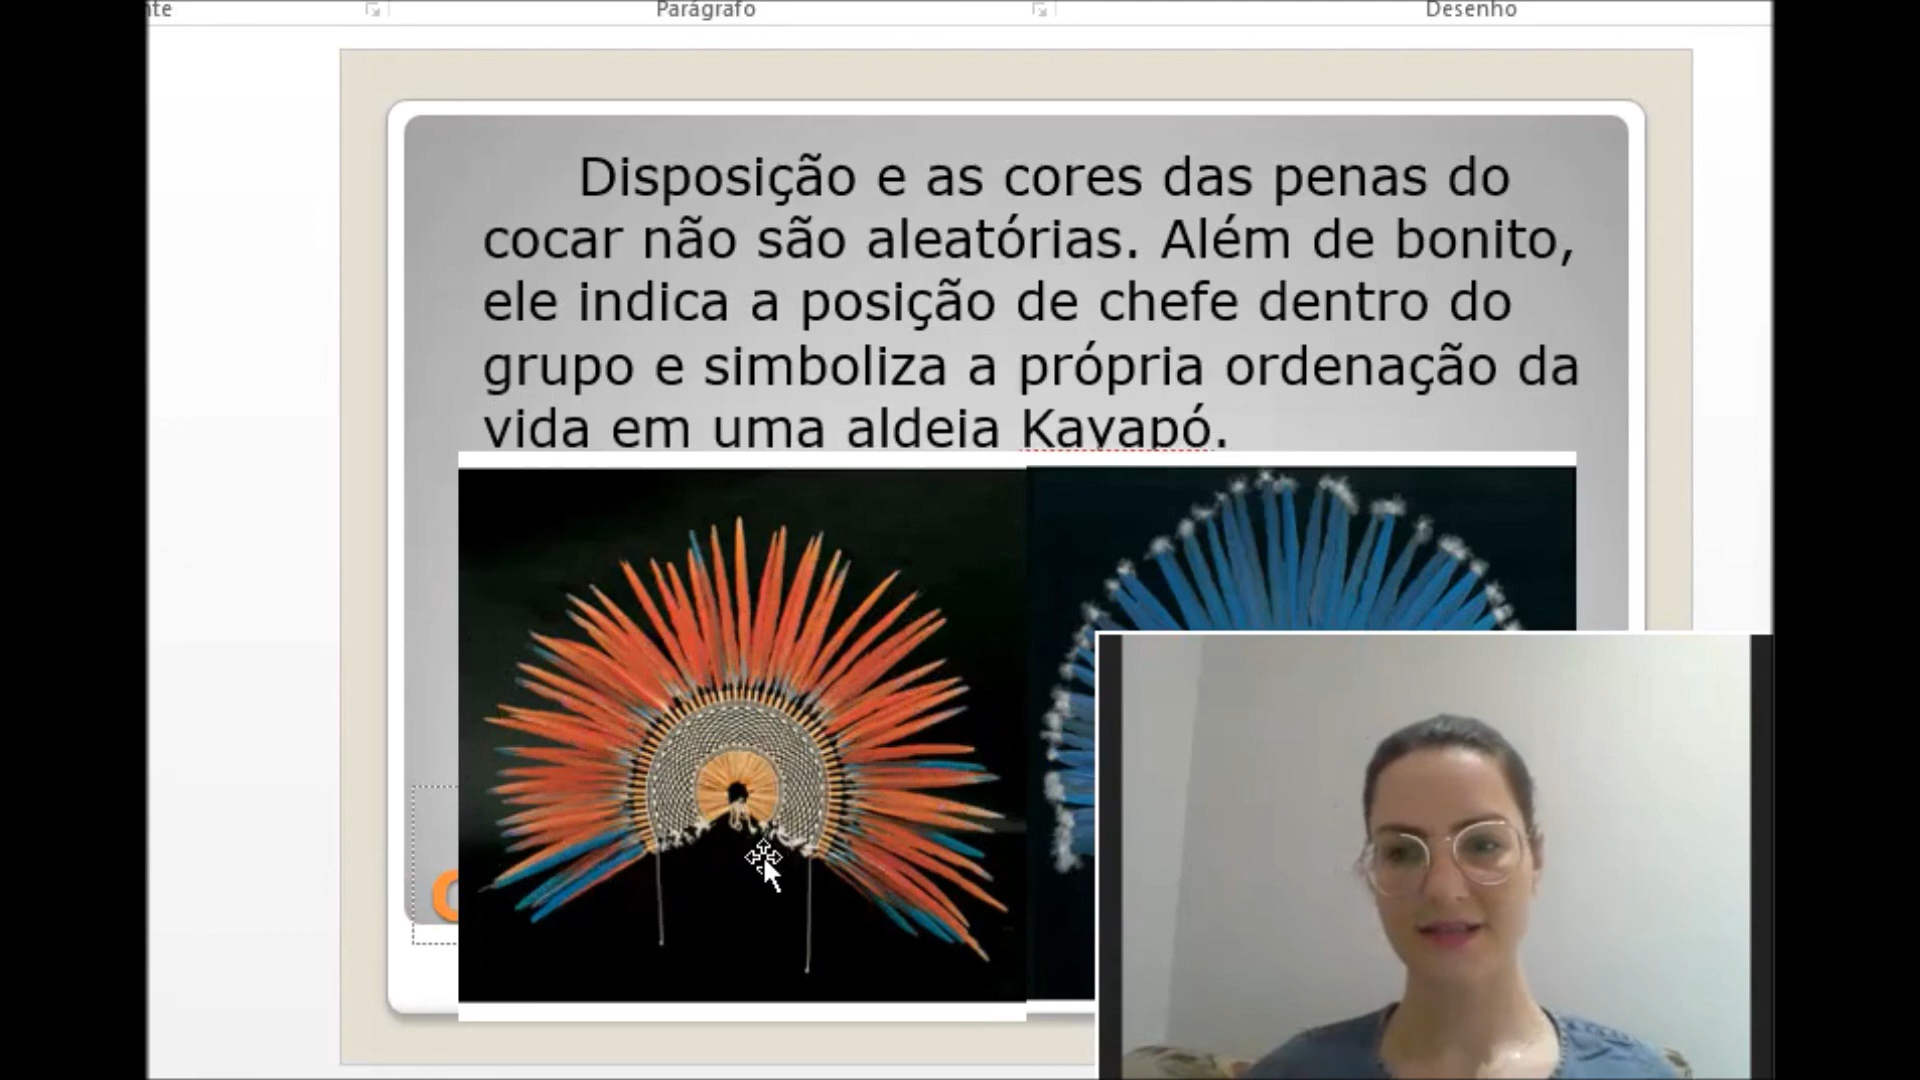 Parágrafo
Desenho
Disposição e as cores das penas do
cocar não são aleatórias. Além de bonito,
ele indica a posição de chefe dentro do
grupo e simboliza a própria ordenação da
vida em uma aldeia Kayapó.